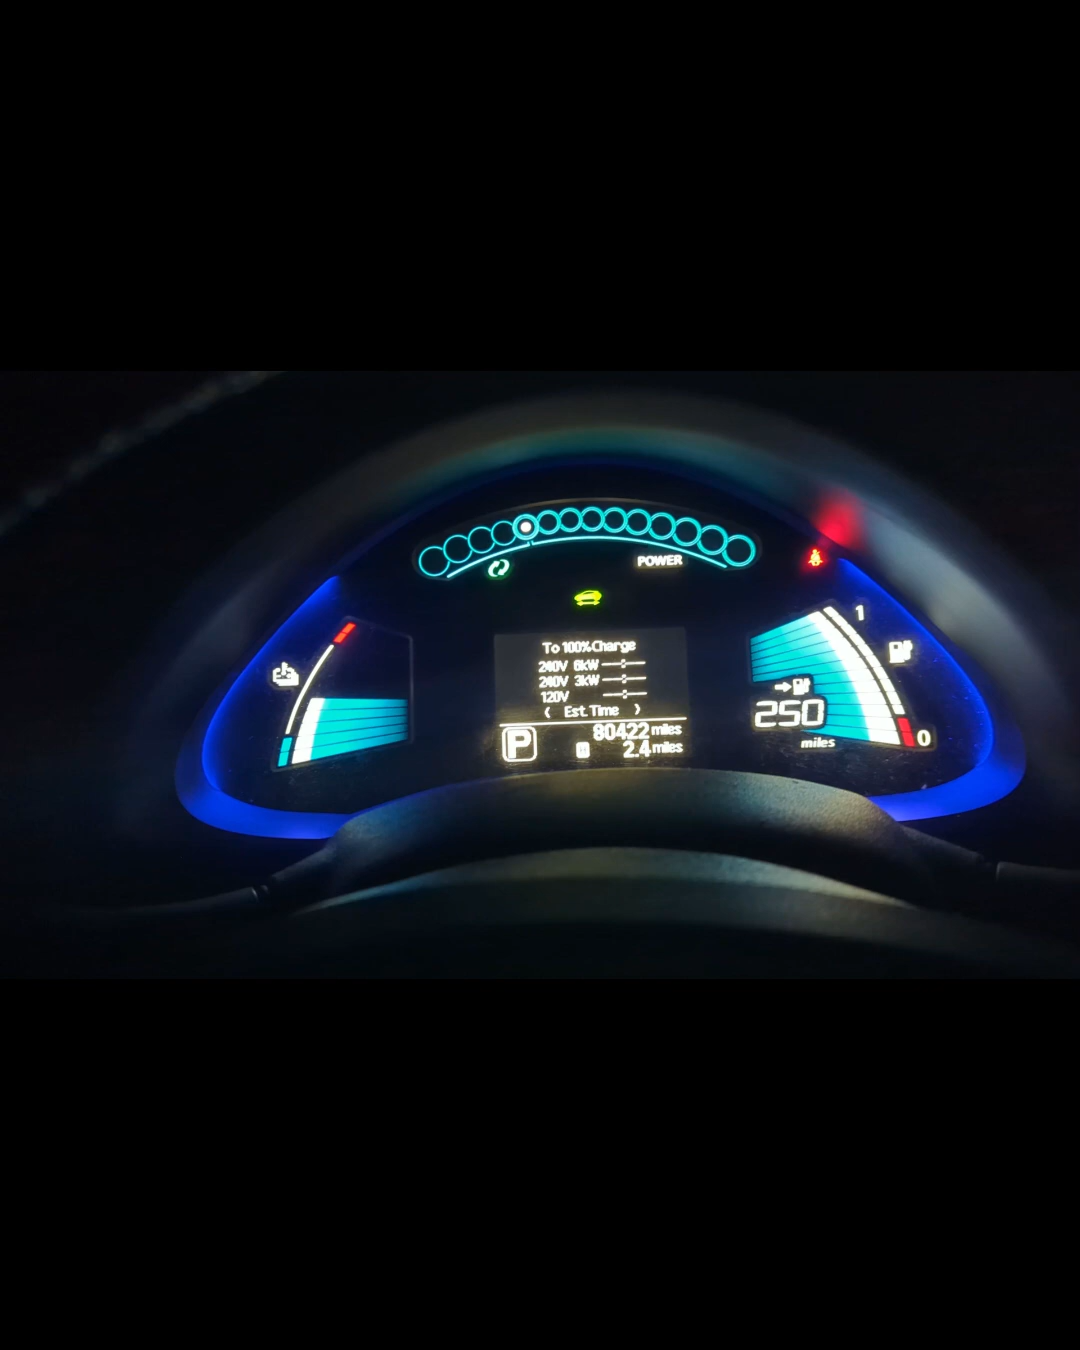 POWER
To 100%Charge
240V 6kW --:--
240V 3kW --:--
120V --:--
Est. Time
P
80422 miles
2.4 miles
1
250
miles
0